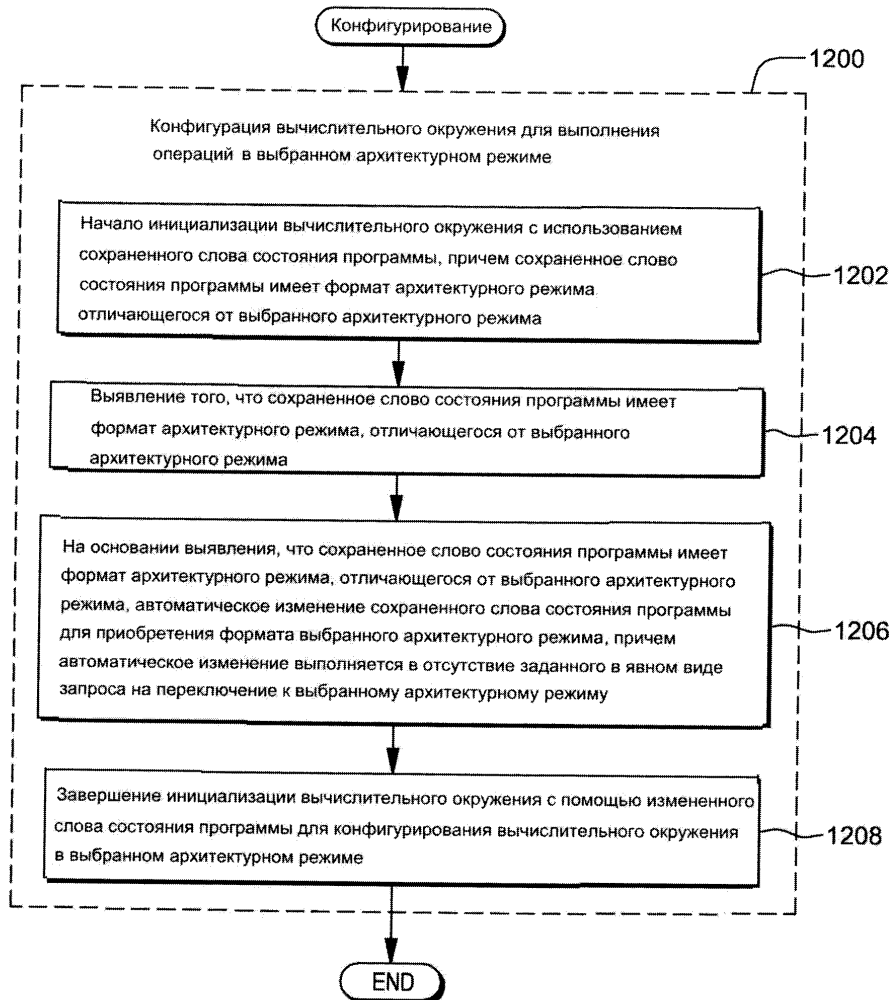 Конфигурирование
1200
Конфигурация вычислительного окружения для выполнения
операций в выбранном архитектурном режиме
Начало инициализации вычислительного окружения с использованием
сохраненного слова состояния программы, причем сохраненное слово
состояния программы имеет формат архитектурного режима
отличающегося от выбранного архитектурного режима
1202
Выявление того, что сохраненное слово состояния программы имеет
формат архитектурного режима, отличающегося от выбранного
архитектурного режима
1204
На основании выявления, что сохраненное слово состояния программы имеет
формат архитектурного режима, отличающегося от выбранного архитектурного
режима, автоматическое изменение сохраненного слова состояния программы
для приобретения формата выбранного архитектурного режима, причем
автоматическое изменение выполняется в отсутствие заданного в явном виде
запроса на переключение к выбранному архитектурному режиму
1206
Завершение инициализации вычислительного окружения с помощью измененного
слова состояния программы для конфигурирования вычислительного окружения
в выбранном архитектурном режиме
1208
END